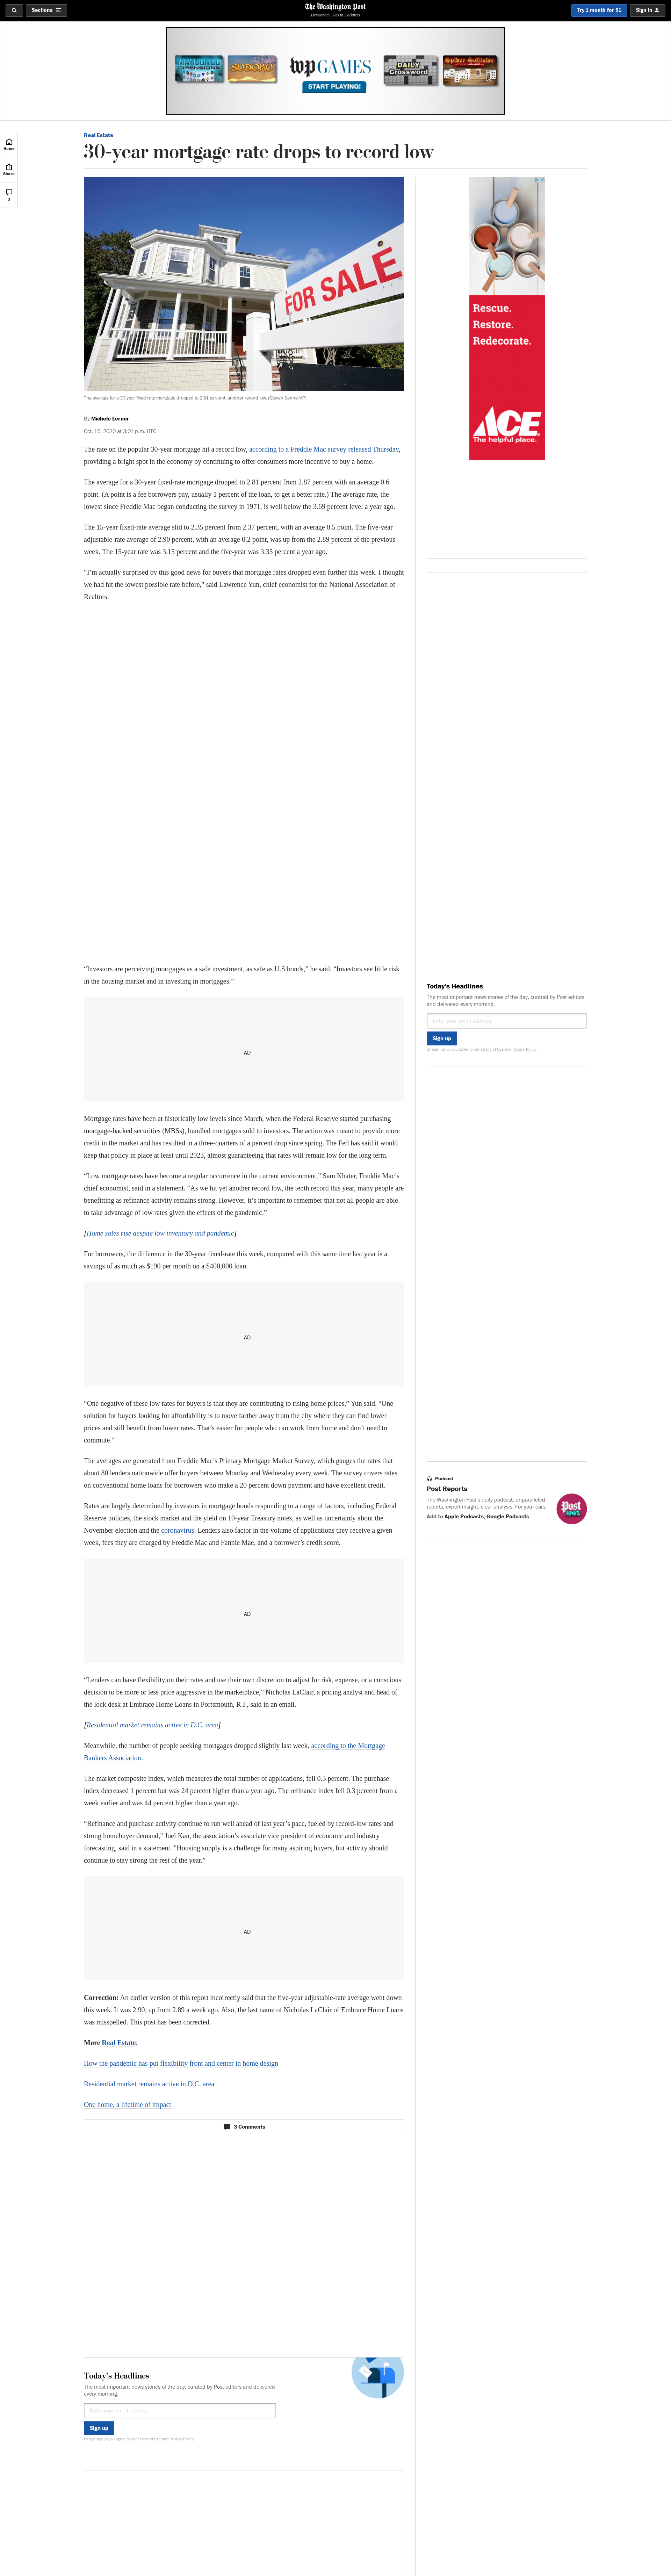 Sections
The Washington Post
Democracy Dies in Darkness
Try 1 month for $1
Sign in
MAHJONGG
SUDOKU
wp GAMES
START PLAYING!
DAILY
Crossword
Spider Solitaire
Home
Share
3
Real Estate
30-year mortgage rate drops to record low
FOR SALE
The average for a 30-year fixed rate mortgage dropped to 2.81 percent, another record low. (Steven Senne/AP)
By Michele Lerner
Oct. 15, 2020 at 3:01 p.m. UTC
The rate on the popular 30-year mortgage hit a record low, according to a Freddie Mac survey released Thursday,
providing a bright spot in the economy by continuing to offer consumers more incentive to buy a home.
The average for a 30-year fixed-rate mortgage dropped to 2.81 percent from 2.87 percent with an average 0.6
point. (A point is a fee borrowers pay, usually 1 percent of the loan, to get a better rate.) The average rate, the
lowest since Freddie Mac began conducting the survey in 1971, is well below the 3.69 percent level a year ago.
The 15-year fixed-rate average slid to 2.35 percent from 2.37 percent, with an average 0.5 point. The five-year
adjustable-rate average of 2.90 percent, with an average 0.2 point, was up from the 2.89 percent of the previous
week. The 15-year rate was 3.15 percent and the five-year was 3.35 percent a year ago.
“I’m actually surprised by this good news for buyers that mortgage rates dropped even further this week. I thought
we had hit the lowest possible rate before," said Lawrence Yun, chief economist for the National Association of
Realtors.
“Investors are perceiving mortgages as a safe investment, as safe as U.S bonds,” he said. “Investors see little risk
in the housing market and in investing in mortgages.”
AD
Mortgage rates have been at historically low levels since March, when the Federal Reserve started purchasing
mortgage-backed securities (MBSs), bundled mortgages sold to investors. The action was meant to provide more
credit in the market and has resulted in a three-quarters of a percent drop since spring. The Fed has said it would
keep that policy in place at least until 2023, almost guaranteeing that rates will remain low for the long term.
“Low mortgage rates have become a regular occurrence in the current environment,” Sam Khater, Freddie Mac’s
chief economist, said in a statement. “As we hit yet another record low, the tenth record this year, many people are
benefitting as refinance activity remains strong. However, it’s important to remember that not all people are able
to take advantage of low rates given the effects of the pandemic.”
[Home sales rise despite low inventory and pandemic]
For borrowers, the difference in the 30-year fixed-rate this week, compared with this same time last year is a
savings of as much as $190 per month on a $400,000 loan.
AD
“One negative of these low rates for buyers is that they are contributing to rising home prices,” Yun said. “One
solution for buyers looking for affordability is to move farther away from the city where they can find lower
prices and still benefit from lower rates. That’s easier for people who can work from home and don’t need to
commute.”
The averages are generated from Freddie Mac’s Primary Mortgage Market Survey, which gauges the rates that
about 80 lenders nationwide offer buyers between Monday and Wednesday every week. The survey covers rates
on conventional home loans for borrowers who make a 20 percent down payment and have excellent credit.
Rates are largely determined by investors in mortgage bonds responding to a range of factors, including Federal
Reserve policies, the stock market and the yield on 10-year Treasury notes, as well as uncertainty about the
November election and the coronavirus. Lenders also factor in the volume of applications they receive a given
week, fees they are charged by Freddie Mac and Fannie Mae, and a borrower’s credit score.
AD
“Lenders can have flexibility on their rates and use their own discretion to adjust for risk, expense, or a conscious
decision to be more or less price aggressive in the marketplace,” Nicholas LaClair, a pricing analyst and head of
the lock desk at Embrace Home Loans in Portsmouth, R.I., said in an email.
[Residential market remains active in D.C. area]
Meanwhile, the number of people seeking mortgages dropped slightly last week, according to the Mortgage
Bankers Association.
The market composite index, which measures the total number of applications, fell 0.3 percent. The purchase
index decreased 1 percent but was 24 percent higher than a year ago. The refinance index fell 0.3 percent from a
week earlier and was 44 percent higher than a year ago.
“Refinance and purchase activity continue to run well ahead of last year’s pace, fueled by record-low rates and
strong homebuyer demand,” Joel Kan, the association’s associate vice president of economic and industry
forecasting, said in a statement. “Housing supply is a challenge for many aspiring buyers, but activity should
continue to stay strong the rest of the year.”
AD
Correction: An earlier version of this report incorrectly said that the five-year adjustable-rate average went down
this week. It was 2.90, up from 2.89 a week ago. Also, the last name of Nicholas LaClair of Embrace Home Loans
was misspelled. This post has been corrected.
More Real Estate:
How the pandemic has put flexibility front and center in home design
Residential market remains active in D.C. area
One home, a lifetime of impact
3 Comments
Today’s Headlines
The most important news stories of the day, curated by Post editors and delivered
every morning.
Enter your email address
Sign up
By signing up you agree to our Terms of Use and Privacy Policy
Rescue.
Restore.
Redecorate.
ACE
The helpful place.
Today’s Headlines
The most important news stories of the day, curated by Post editors
and delivered every morning.
Enter your email address
Sign up
By signing up you agree to our Terms of Use and Privacy Policy
Podcast
Post Reports
The Washington Post’s daily podcast: unparalleled
reports, expert insight, clear analysis. For your ears.
Add to Apple Podcasts, Google Podcasts
Post
REPORTS